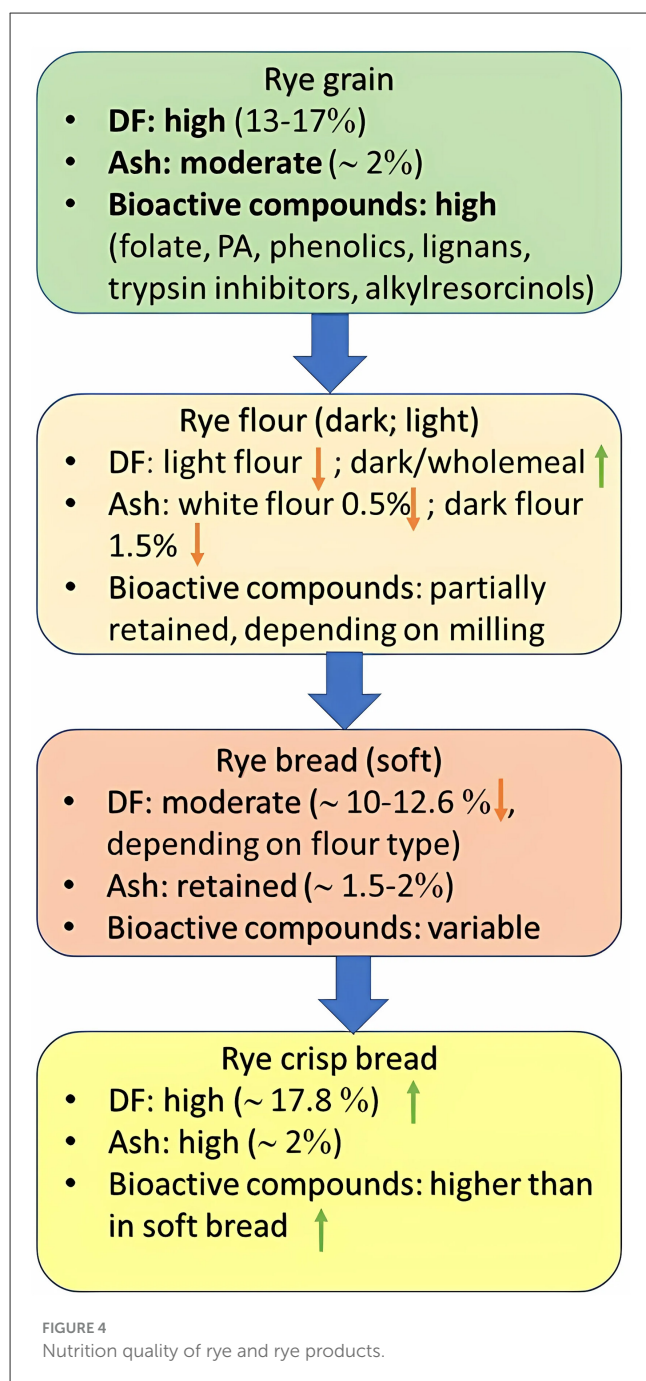 Rye grain
• DF: high (13-17%)
• Ash: moderate (~ 2%)
• Bioactive compounds: high
(folate, PA, phenolics, lignans,
trypsin inhibitors, alkylresorcinols)
Rye flour (dark; light)
• DF: light flour ↓ ; dark/wholemeal ↑
• Ash: white flour 0.5%↓ ; dark flour
1.5% ↓
• Bioactive compounds: partially
retained, depending on milling
Rye bread (soft)
• DF: moderate (~ 10-12.6 %↓,
depending on flour type)
• Ash: retained (~ 1.5-2%)
• Bioactive compounds: variable
Rye crisp bread
• DF: high (~ 17.8 %) ↑
• Ash: high (~ 2%)
• Bioactive compounds: higher than
in soft bread ↑
FIGURE 4
Nutrition quality of rye and rye products.